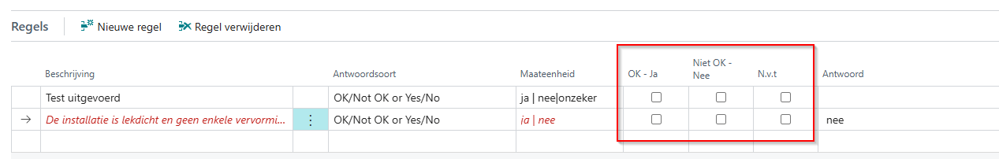 Regels Nieuwe regel Regel verwijderen
Beschrijving Antwoordsoort Maateenheid OK - Ja Niet OK - Nee N.v.t Antwoord
Test uitgevoerd OK/Not OK or Yes/No ja | nee|onzeker
De installatie is lekdicht en geen enkele vervormi... OK/Not OK or Yes/No ja | nee nee